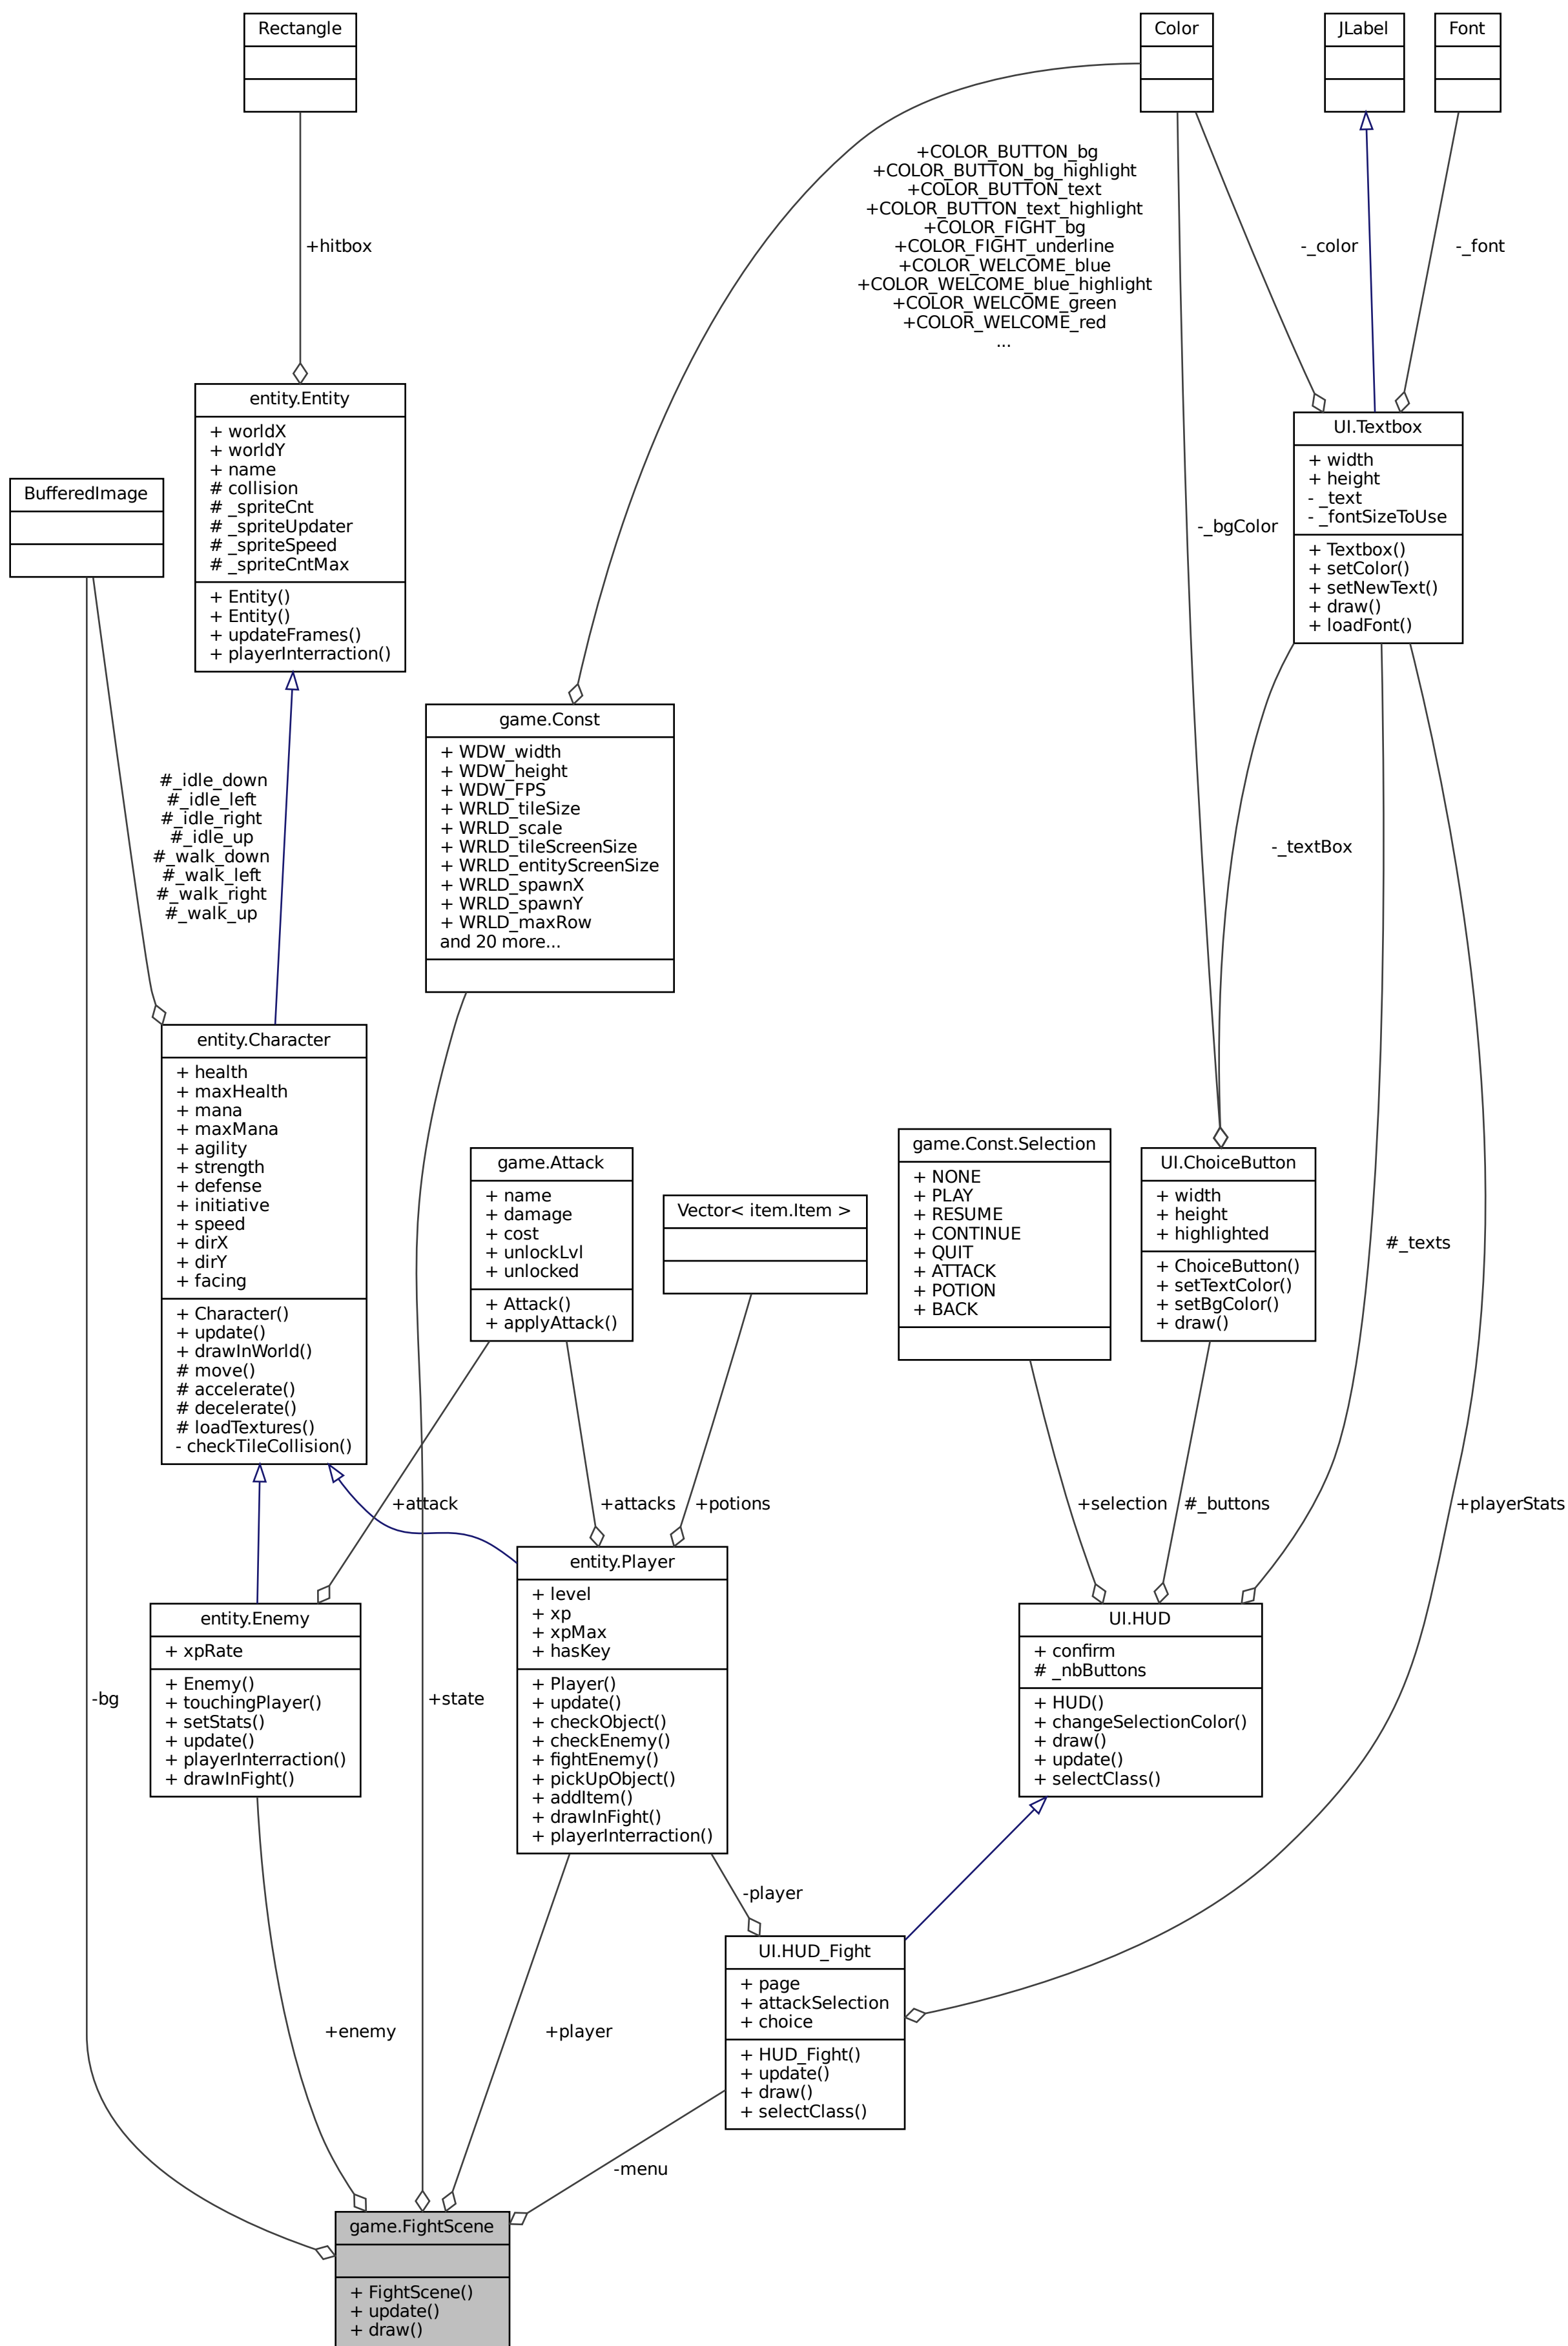 Rectangle
Color
JLabel
Font
+COLOR_BUTTON_bg
+COLOR_BUTTON_bg_highlight
+COLOR_BUTTON_text
+COLOR_BUTTON_text_highlight
+COLOR_FIGHT_bg
+COLOR_FIGHT_underline
+COLOR_WELCOME_blue
+COLOR_WELCOME_blue_highlight
+COLOR_WELCOME_green
+COLOR_WELCOME_red
...
+hitbox
-_color
-_font
entity.Entity
+ worldX
+ worldY
+ name
# collision
# _spriteCnt
# _spriteUpdater
# _spriteSpeed
# _spriteCntMax
+ Entity()
+ Entity()
+ updateFrames()
+ playerInterraction()
UI.Textbox
+ width
+ height
- _text
- _fontSizeToUse
+ Textbox()
+ setColor()
+ setNewText()
+ draw()
+ loadFont()
BufferedImage
-_bgColor
game.Const
+ WDW_width
+ WDW_height
+ WDW_FPS
+ WRLD_tileSize
+ WRLD_scale
+ WRLD_tileScreenSize
+ WRLD_entityScreenSize
+ WRLD_spawnX
+ WRLD_spawnY
+ WRLD_maxRow
and 20 more...
#_idle_down
#_idle_left
#_idle_right
#_idle_up
#_walk_down
#_walk_left
#_walk_right
#_walk_up
-_textBox
entity.Character
+ health
+ maxHealth
+ mana
+ maxMana
+ agility
+ strength
+ defense
+ initiative
+ speed
+ dirX
+ dirY
+ facing
+ Character()
+ update()
+ drawInWorld()
# move()
# accelerate()
# decelerate()
# loadTextures()
- checkTileCollision()
game.Attack
+ name
+ damage
+ cost
+ unlockLvl
+ unlocked
+ Attack()
+ applyAttack()
Vector< item.Item >
game.Const.Selection
+ NONE
+ PLAY
+ RESUME
+ CONTINUE
+ QUIT
+ ATTACK
+ POTION
+ BACK
UI.ChoiceButton
+ width
+ height
+ highlighted
+ ChoiceButton()
+ setTextColor()
+ setBgColor()
+ draw()
#_texts
+attack
+attacks
+potions
+selection
#_buttons
+playerStats
entity.Enemy
+ xpRate
+ Enemy()
+ touchingPlayer()
+ setStats()
+ update()
+ playerInterraction()
+ drawInFight()
entity.Player
+ level
+ xp
+ xpMax
+ hasKey
+ Player()
+ update()
+ checkObject()
+ checkEnemy()
+ fightEnemy()
+ pickUpObject()
+ addItem()
+ drawInFight()
+ playerInterraction()
UI.HUD
+ confirm
# _nbButtons
+ HUD()
+ changeSelectionColor()
+ draw()
+ update()
+ selectClass()
-bg
+state
-player
UI.HUD_Fight
+ page
+ attackSelection
+ choice
+ HUD_Fight()
+ update()
+ draw()
+ selectClass()
+enemy
+player
-menu
game.FightScene
+ FightScene()
+ update()
+ draw()